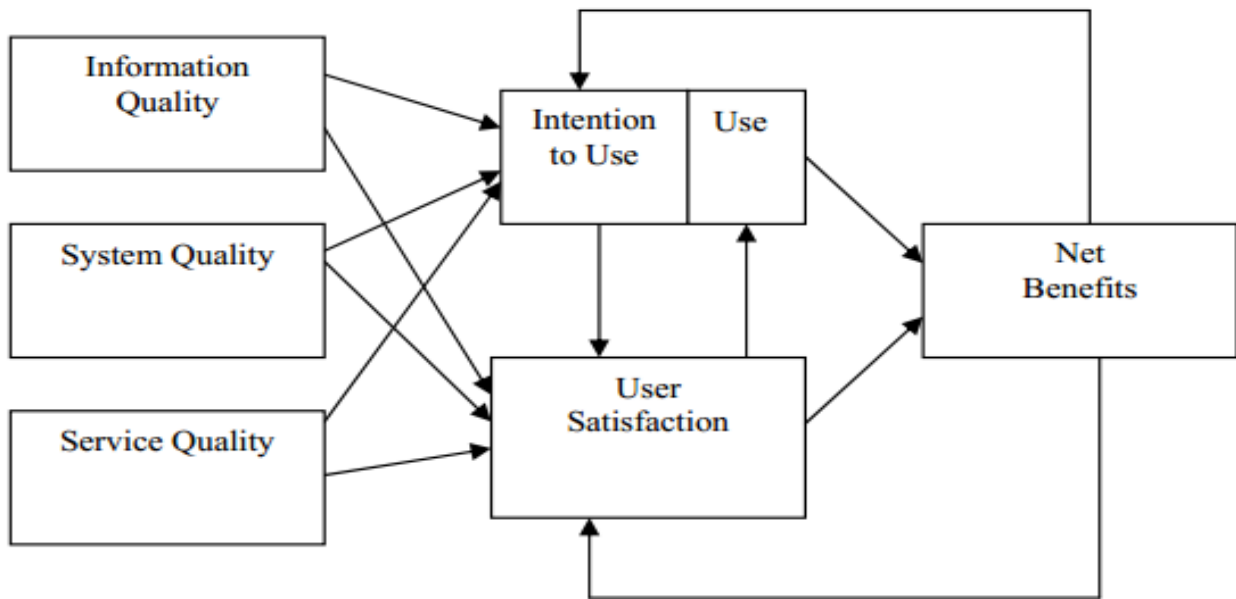 Information
Quality
System Quality
Service Quality
Intention
to Use
Use
User
Satisfaction
Net
Benefits